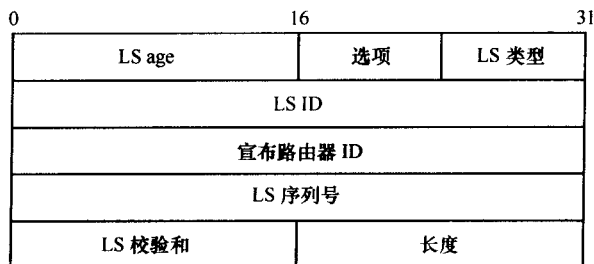 0 16 31
LS age 选项 LS 类型
LS ID
宣布路由器 ID
LS 序列号
LS 校验和 长度